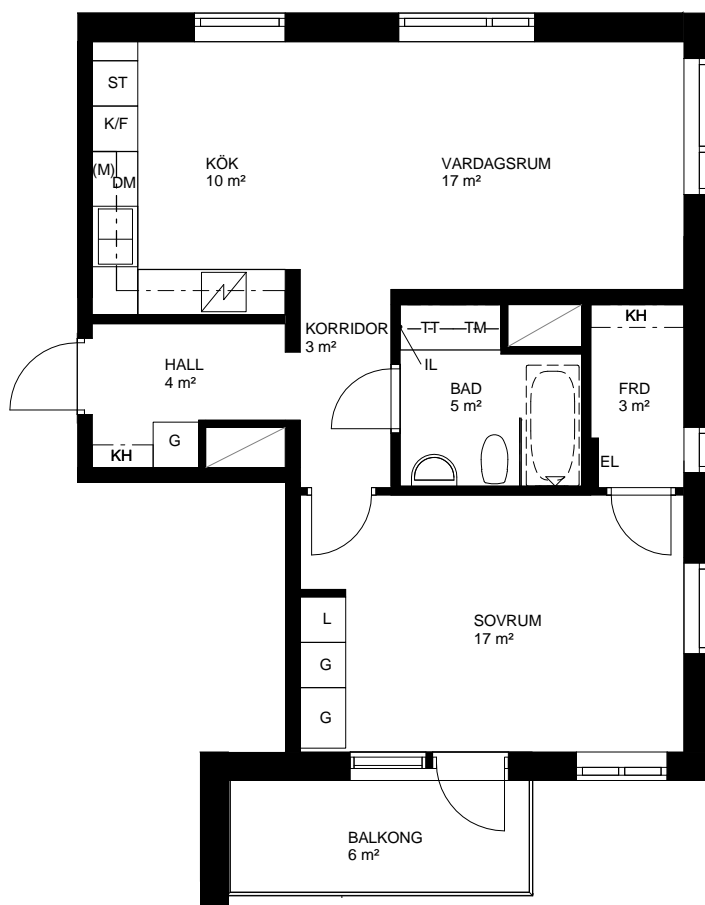 ST
K/F
(M)
DM
KÖK
10 m²
VARDAGSRUM
17 m²
KORRIDOR
3 m²
TT
TM
KH
HALL
4 m²
IL
BAD
5 m²
FRD
3 m²
G
KH
EL
L
G
G
SOVRUM
17 m²
BALKONG
6 m²